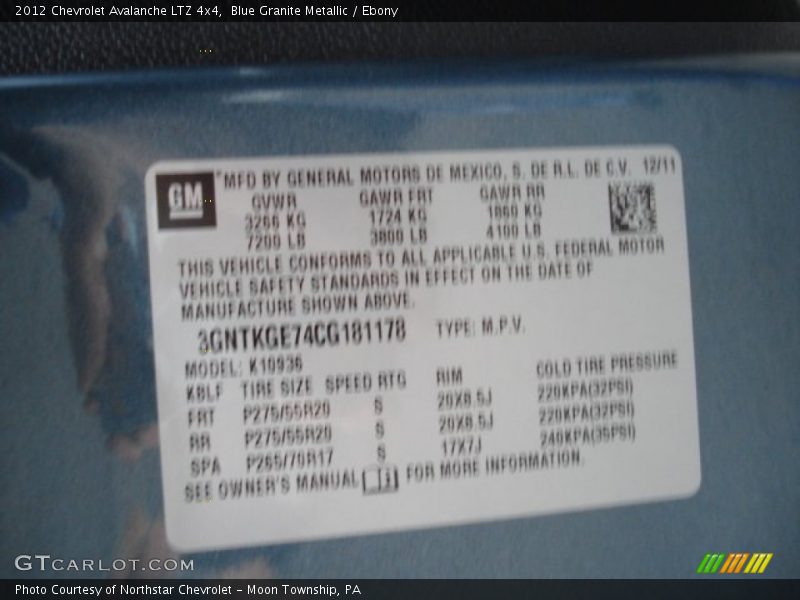 2012 Chevrolet Avalanche LTZ 4x4,  Blue Granite Metallic / Ebony
GM
MFD BY GENERAL MOTORS DE MEXICO, S. DE R.L. DE C.V. 12/11
GVWR GAWR FRT GAWR RR
3266 KG 1724 KG 1860 KG
7200 LB 3800 LB 4100 LB
THIS VEHICLE CONFORMS TO ALL APPLICABLE U.S. FEDERAL MOTOR
VEHICLE SAFETY STANDARDS IN EFFECT ON THE DATE OF
MANUFACTURE SHOWN ABOVE.
3GNTKGE74CG181178 TYPE: M.P.V.
MODEL: K10936
KBLF TIRE SIZE SPEED RTG RIM COLD TIRE PRESSURE
FRT P275/55R20 S 20X8.5J 220KPA(32PSI)
RR P275/55R20 S 20X8.5J 220KPA(32PSI)
SPA P265/70R17 S 17X7J 240KPA(35PSI)
SEE OWNER'S MANUAL FOR MORE INFORMATION.
GTCARLOT.COM
Photo Courtesy of Northstar Chevrolet - Moon Township, PA